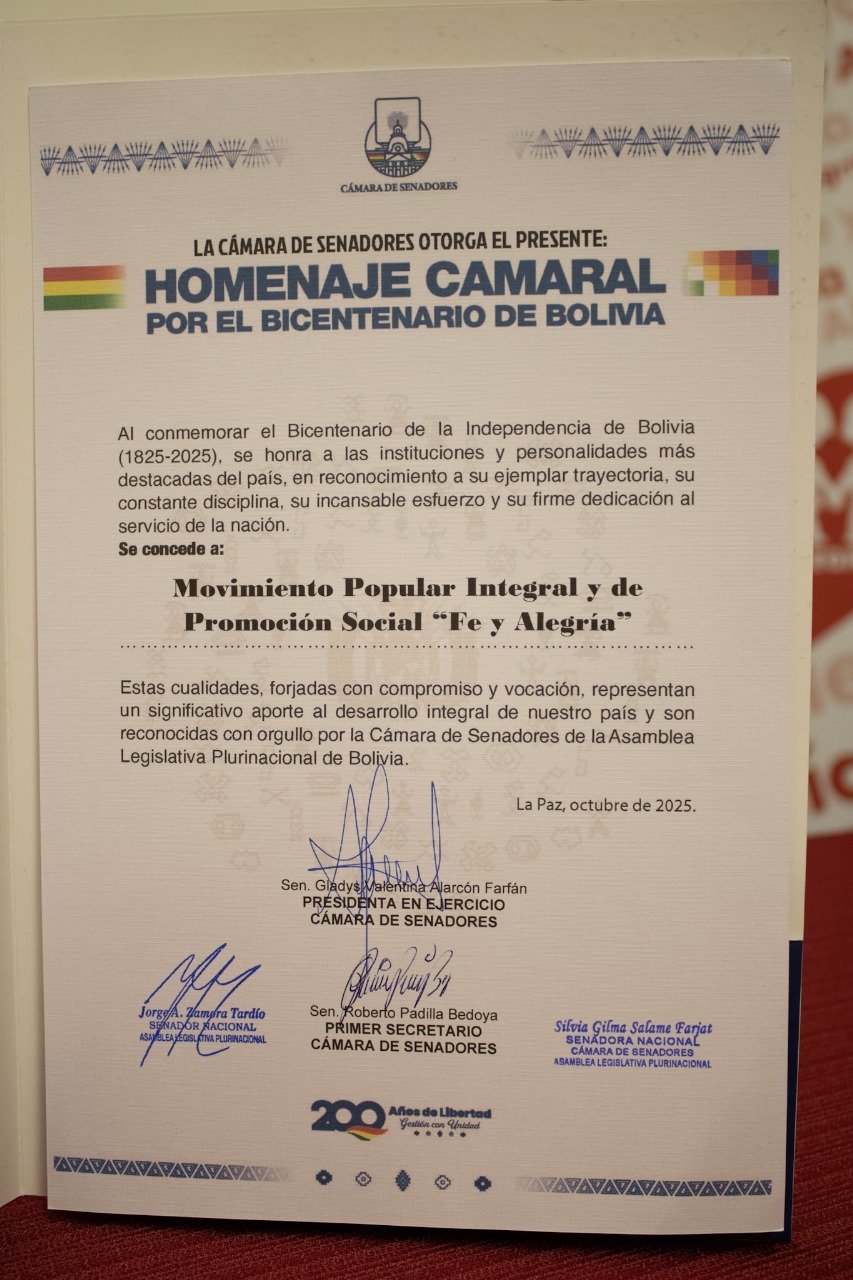 CÁMARA DE SENADORES
LA CÁMARA DE SENADORES OTORGA EL PRESENTE:
HOMENAJE CAMARAL
POR EL BICENTENARIO DE BOLIVIA
Al conmemorar el Bicentenario de la Independencia de Bolivia
(1825-2025), se honra a las instituciones y personalidades más
destacadas del país, en reconocimiento a su ejemplar trayectoria, su
constante disciplina, su incansable esfuerzo y su firme dedicación al
servicio de la nación.
Se concede a:
Movimiento Popular Integral y de
Promoción Social “Fe y Alegría”
Estas cualidades, forjadas con compromiso y vocación, representan
un significativo aporte al desarrollo integral de nuestro país y son
reconocidas con orgullo por la Cámara de Senadores de la Asamblea
Legislativa Plurinacional de Bolivia.
La Paz, octubre de 2025.
Sen. Gladys Valentina Alarcón Farfán
PRESIDENTA EN EJERCICIO
CÁMARA DE SENADORES
Jorge A. Zamora Tardío
SENADOR NACIONAL
ASAMBLEA LEGISLATIVA PLURINACIONAL
Sen. Roberto Padilla Bedoya
PRIMER SECRETARIO
CÁMARA DE SENADORES
Silvia Gilma Salame Farjat
SENADORA NACIONAL
CÁMARA DE SENADORES
ASAMBLEA LEGISLATIVA PLURINACIONAL
200 Años de Libertad
Gestión con Unidad